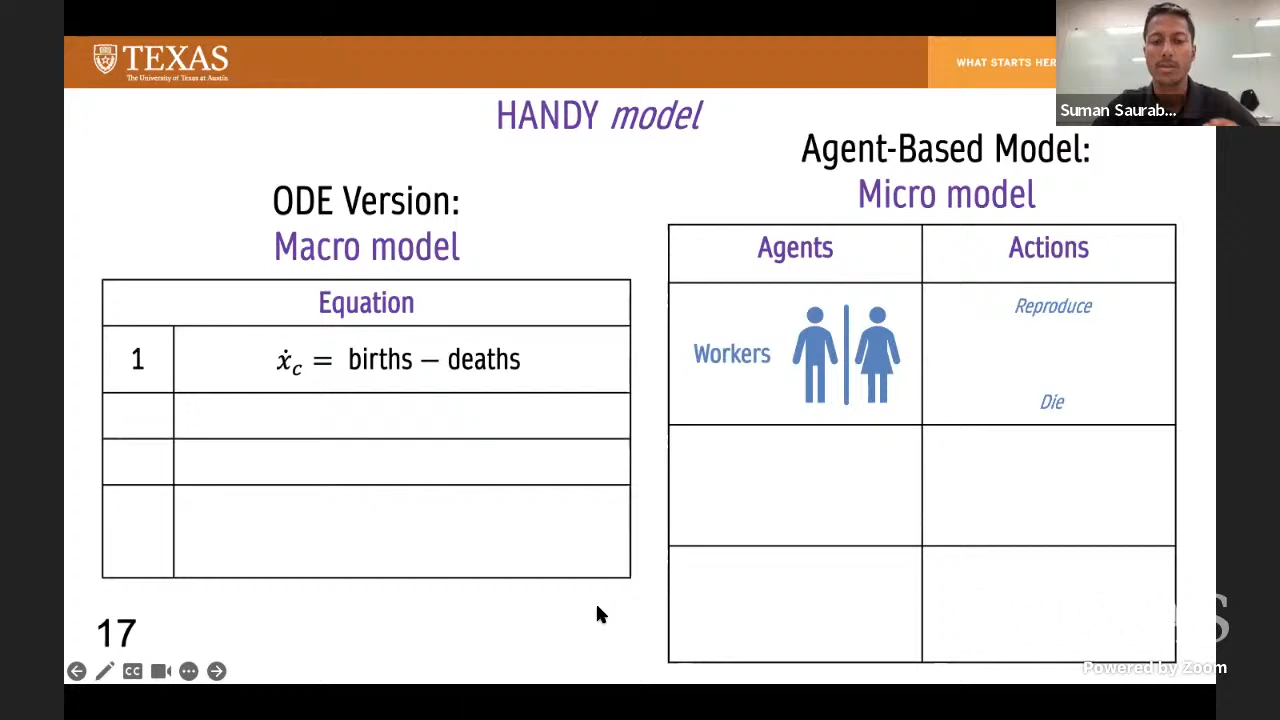 TEXAS
The University of Texas at Austin
WHAT STARTS HER
Suman Saurab...
HANDY model
Agent-Based Model:
Micro model
ODE Version:
Macro model
Equation
1
ẋc = births − deaths
Agents
Actions
Workers
Reproduce
Die
17
CC
S
Powered by Zoom